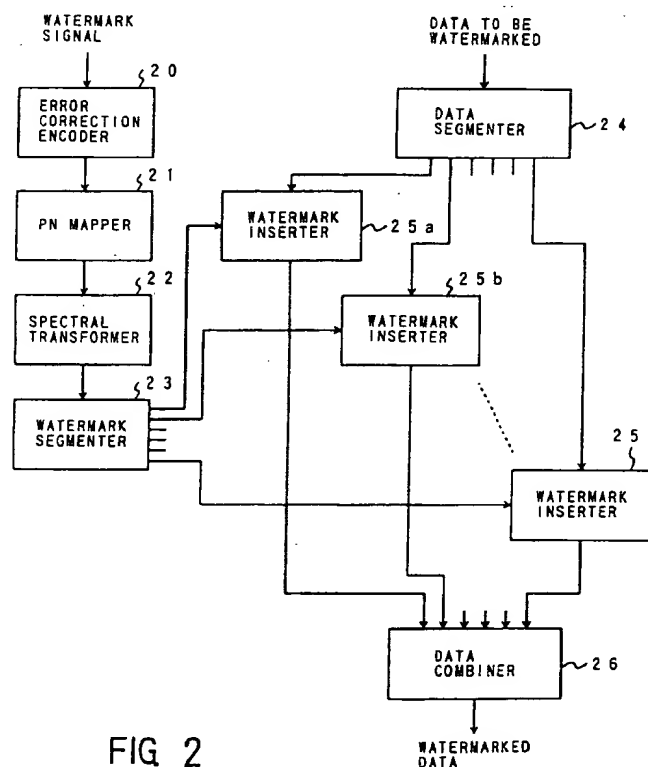 WATERMARK
SIGNAL
20
ERROR
CORRECTION
ENCODER
21
PN MAPPER
22
SPECTRAL
TRANSFORMER
23
WATERMARK
SEGMENTER
DATA TO BE
WATERMARKED
DATA
SEGMENTER
24
WATERMARK
INSERTER
25a
25b
WATERMARK
INSERTER
25
WATERMARK
INSERTER
DATA
COMBINER
26
WATERMARKED
DATA
FIG. 2